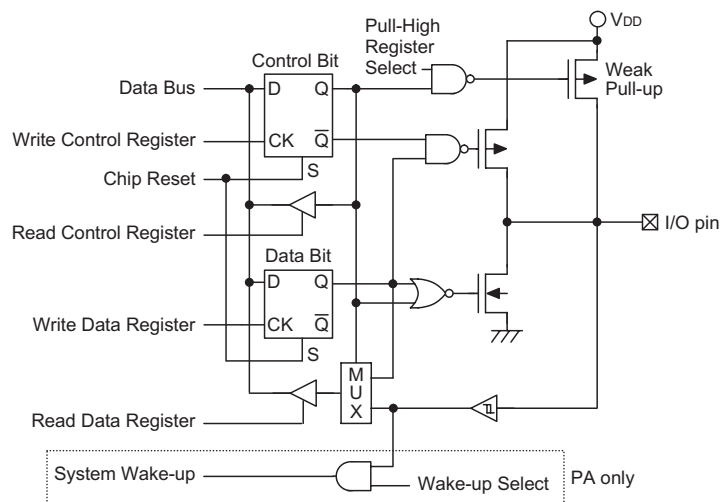 VDD
Pull-High
Register
Select
Control Bit
Weak
Pull-up
Data Bus
D
Q
Write Control Register
CK
Q
Chip Reset
S
Read Control Register
I/O pin
Data Bit
D
Q
Write Data Register
CK
Q
S
M
U
X
Read Data Register
System Wake-up
Wake-up Select
PA only